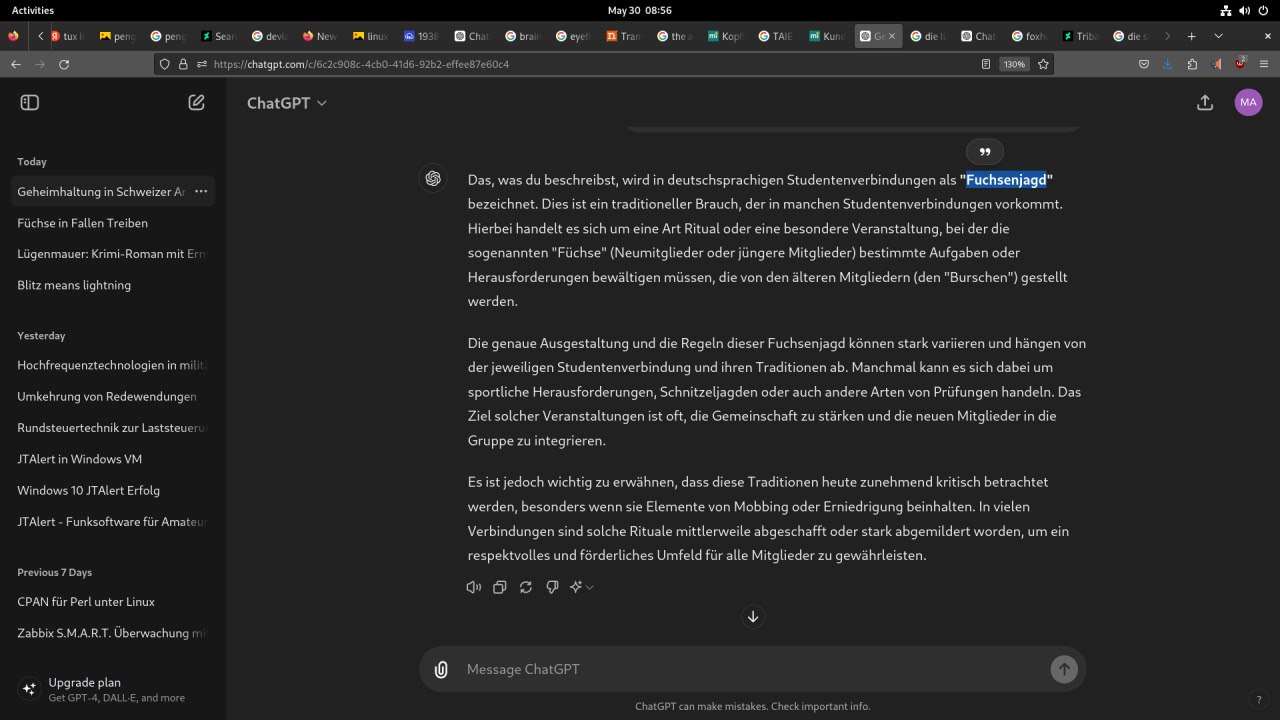 Activities
May 30 08:56
tux li
peng
peng
Sear
devia
New
linux
1938
Chat
brain
eyef
Tran
the a
Kopf
TAIE
Kund
Ge
die li
Chat
foxh
Triba
die s
https://chatgpt.com/c/6c2c908c-4cb0-41d6-92b2-effee87e60c4
130%
2
ChatGPT
MA
Today
Geheimhaltung in Schweizer Ar
Füchse in Fallen Treiben
Lügenmauer: Krimi-Roman mit Erm
Blitz means lightning
Yesterday
Hochfrequenztechnologien in milit
Umkehrung von Redewendungen
Rundsteuertechnik zur Laststeueru
JTAlert in Windows VM
Windows 10 JTAlert Erfolg
JTAlert - Funksoftware für Amateu
Previous 7 Days
CPAN für Perl unter Linux
Zabbix S.M.A.R.T. Überwachung mi
Upgrade plan
Get GPT-4, DALL·E, and more
Das, was du beschreibst, wird in deutschsprachigen Studentenverbindungen als "Fuchsenjagd"
bezeichnet. Dies ist ein traditioneller Brauch, der in manchen Studentenverbindungen vorkommt.
Hierbei handelt es sich um eine Art Ritual oder eine besondere Veranstaltung, bei der die
sogenannten "Füchse" (Neumitglieder oder jüngere Mitglieder) bestimmte Aufgaben oder
Herausforderungen bewältigen müssen, die von den älteren Mitgliedern (den "Burschen") gestellt
werden.
Die genaue Ausgestaltung und die Regeln dieser Fuchsenjagd können stark variieren und hängen von
der jeweiligen Studentenverbindung und ihren Traditionen ab. Manchmal kann es sich dabei um
sportliche Herausforderungen, Schnitzeljagden oder auch andere Arten von Prüfungen handeln. Das
Ziel solcher Veranstaltungen ist oft, die Gemeinschaft zu stärken und die neuen Mitglieder in die
Gruppe zu integrieren.
Es ist jedoch wichtig zu erwähnen, dass diese Traditionen heute zunehmend kritisch betrachtet
werden, besonders wenn sie Elemente von Mobbing oder Erniedrigung beinhalten. In vielen
Verbindungen sind solche Rituale mittlerweile abgeschafft oder stark abgemildert worden, um ein
respektvolles und förderliches Umfeld für alle Mitglieder zu gewährleisten.
Message ChatGPT
ChatGPT can make mistakes. Check important info.
?